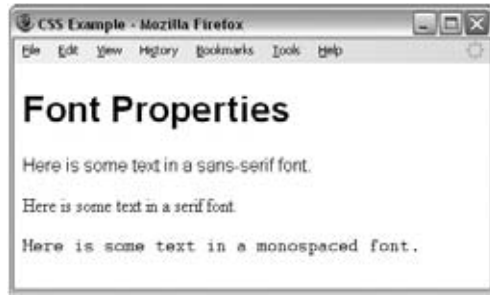 CSS Example - Mozilla Firefox
File Edit View History Bookmarks Tools Help
Font Properties
Here is some text in a sans-serif font.
Here is some text in a serif font.
Here is some text in a monospaced font.